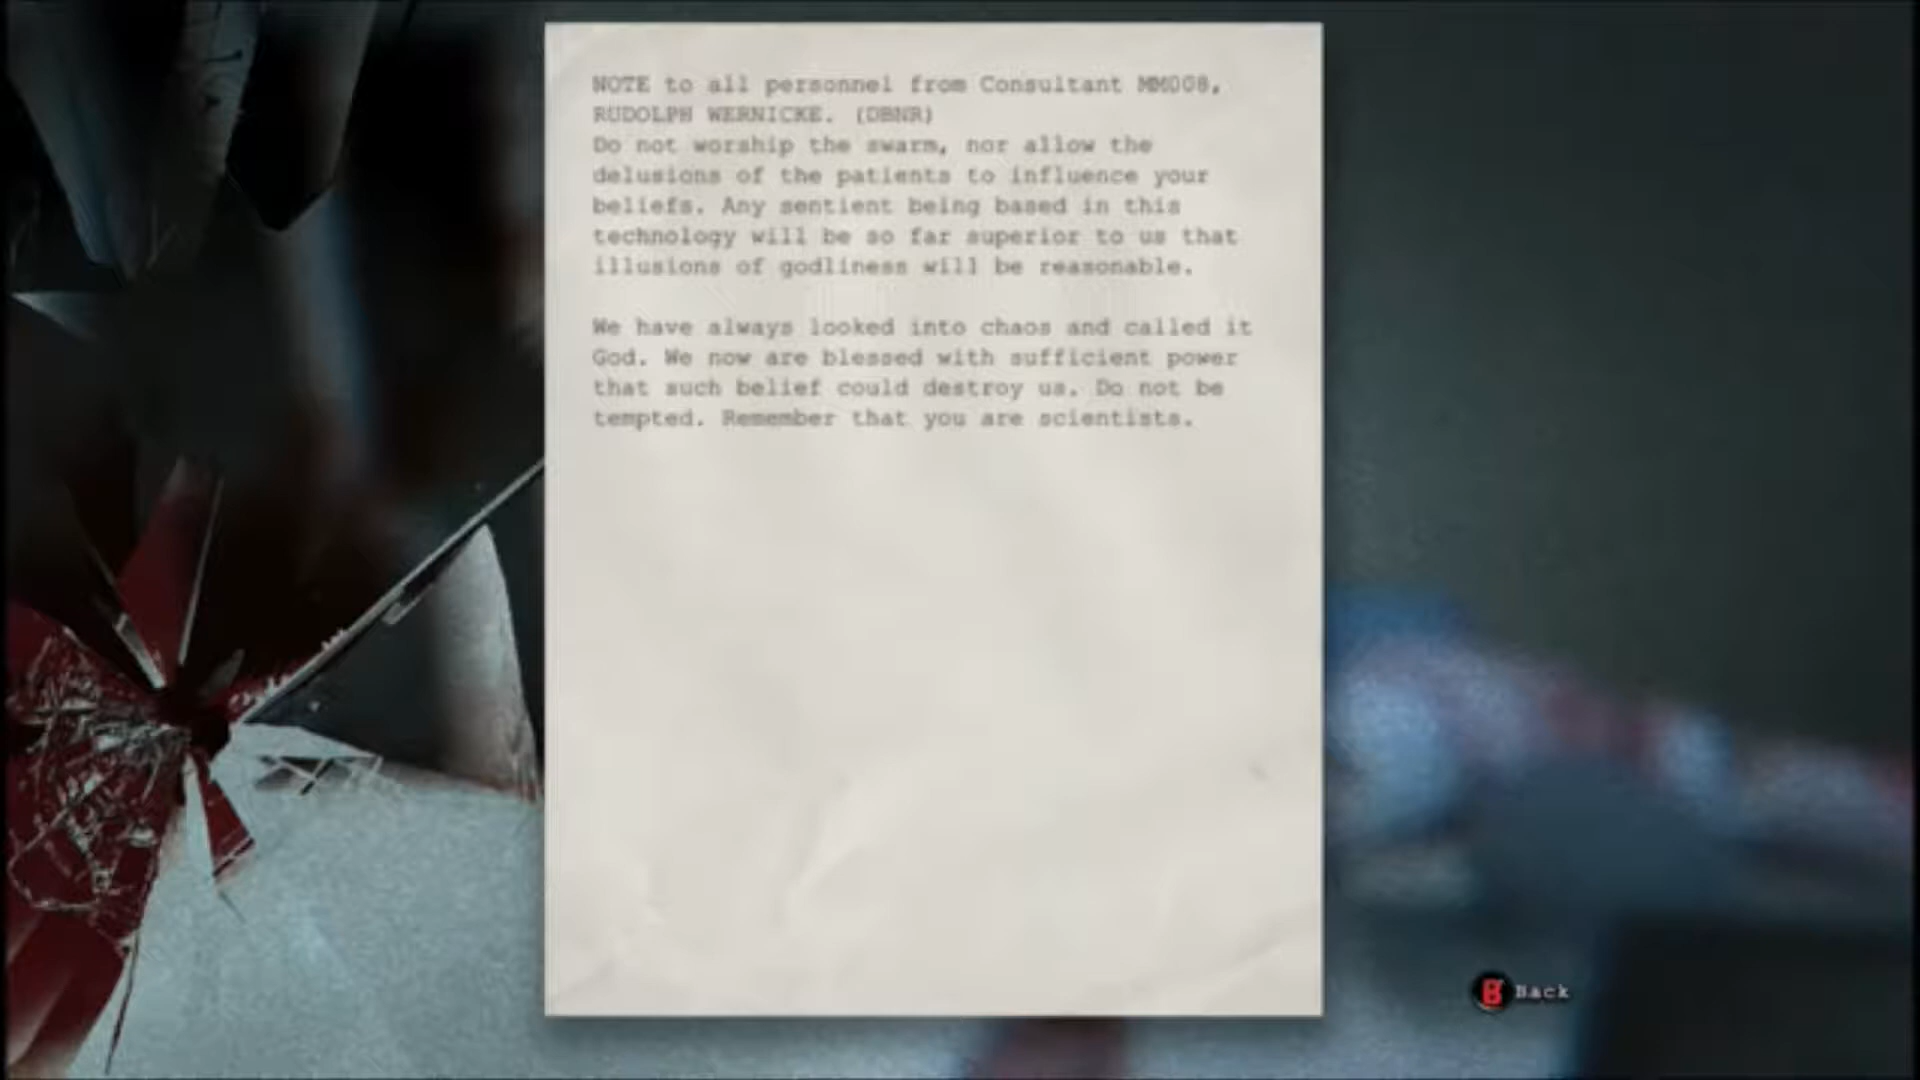 NOTE to all personnel from Consultant MM008,
RUDOLPH WERNICKE. (DBNR)
Do not worship the swarm, nor allow the
delusions of the patients to influence your
beliefs. Any sentient being based in this
technology will be so far superior to us that
illusions of godliness will be reasonable.
We have always looked into chaos and called it
God. We now are blessed with sufficient power
that such belief could destroy us. Do not be
tempted. Remember that you are scientists.
B Back